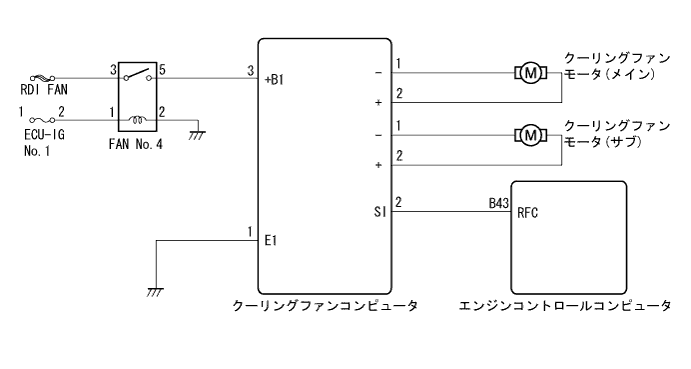 RDI FAN
3
5
1
2
ECU-IG
No.1
1
2
FAN No.4
3
+B1
1
E1
-
1
+
2
M
クーリングファン
モータ(メイン)
-
1
+
2
M
クーリングファン
モータ(サブ)
SI
2
B43
RFC
クーリングファンコンピュータ
エンジンコントロールコンピュータ